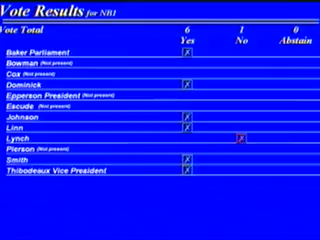 Vote Results for NB1
Vote Total 6 1 0
Yes No Abstain
Baker Parliament
Bowman (Not present)
Cox (Not present)
Dominick
Epperson President (Not present)
Escude (Not present)
Johnson
Linn
Lynch
Pierson (Not present)
Smith
Thibodeaux Vice President